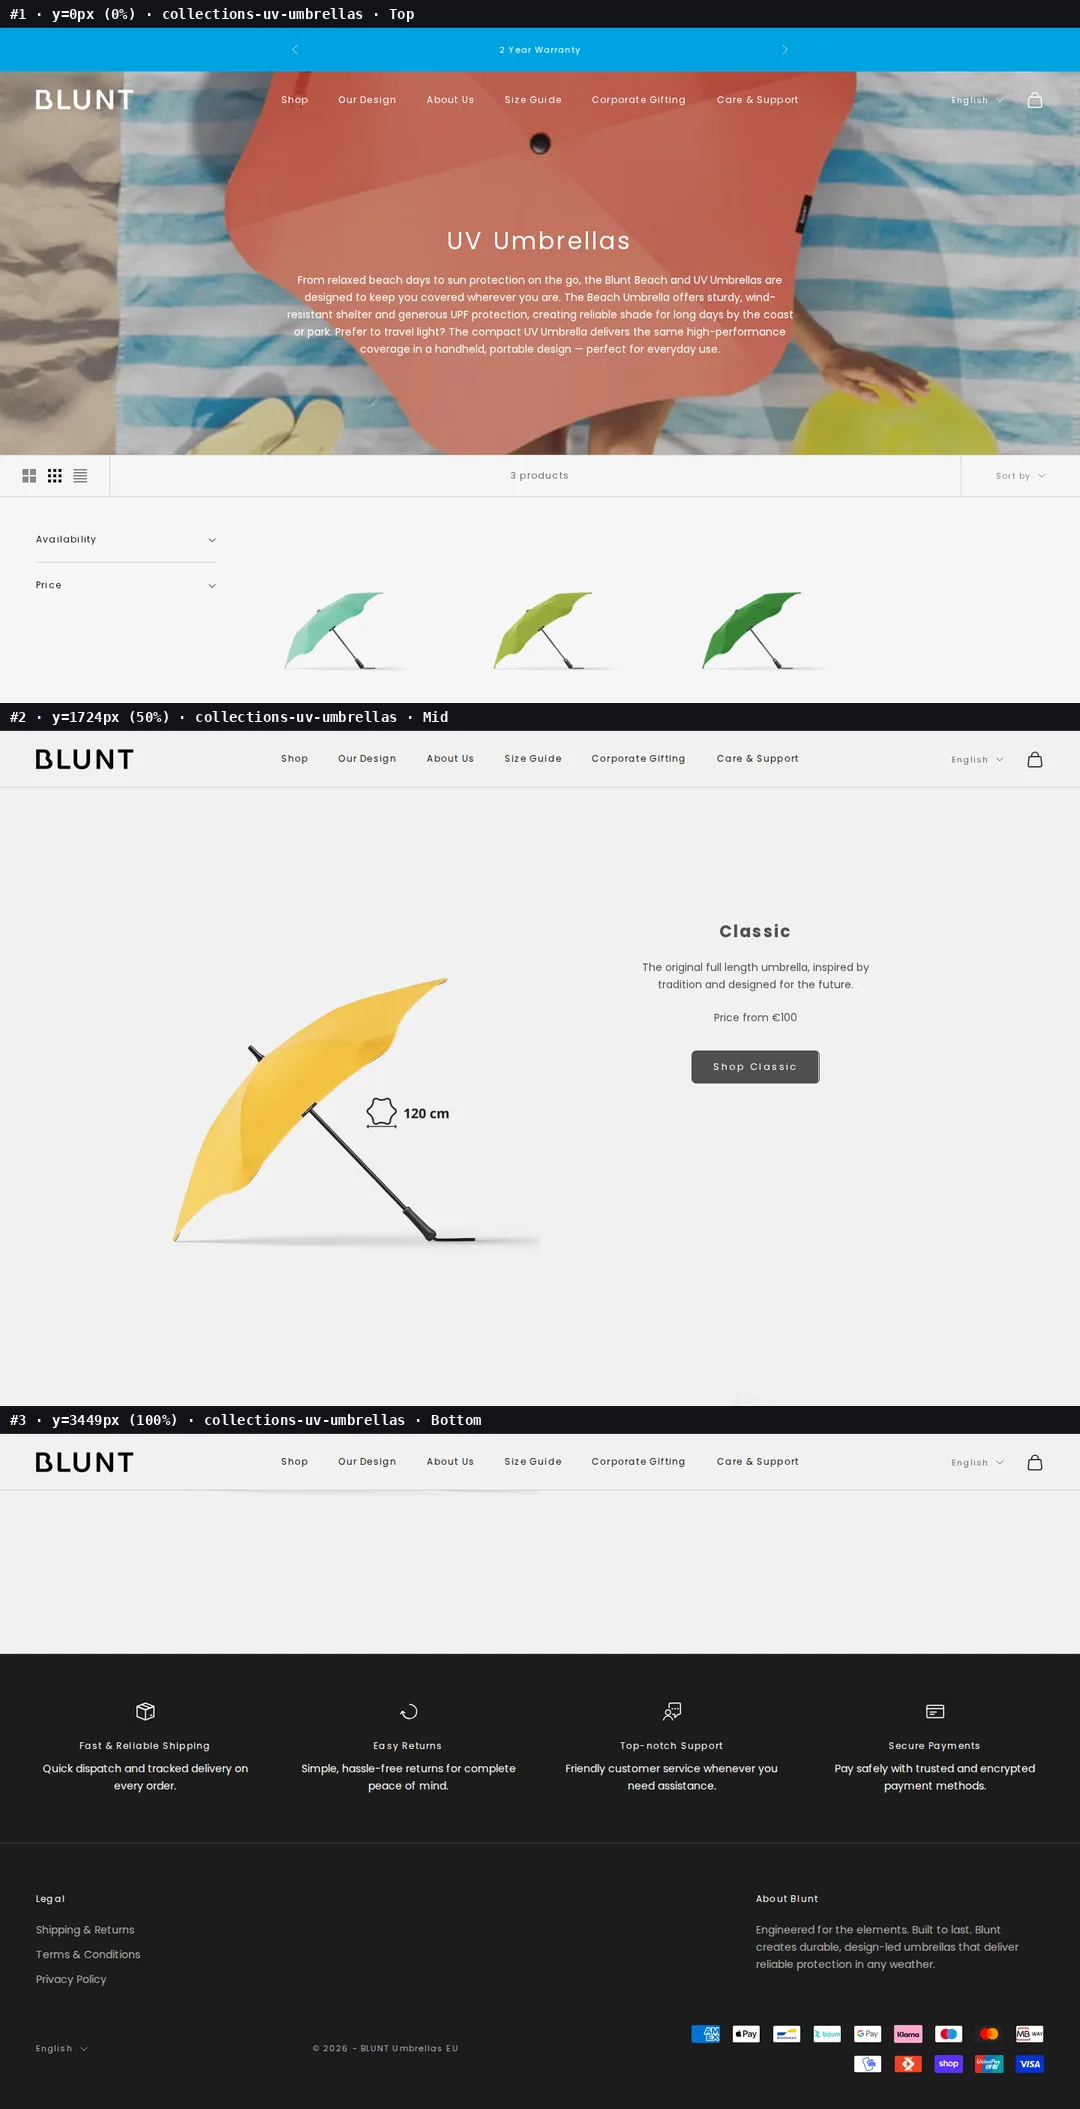 #1 · y=0px (0%) · collections-uv-umbrellas · Top
2 Year Warranty
BLUNT
Shop
Our Design
About Us
Size Guide
Corporate Gifting
Care & Support
English
UV Umbrellas
From relaxed beach days to sun protection on the go, the Blunt Beach and UV Umbrellas are
designed to keep you covered wherever you are. The Beach Umbrella offers sturdy, wind-
resistant shelter and generous UPF protection, creating reliable shade for long days by the coast
or park. Prefer to travel light? The compact UV Umbrella delivers the same high-performance
coverage in a handheld, portable design — perfect for everyday use.
3 products
Sort by
Availability
Price
#2 · y=1724px (50%) · collections-uv-umbrellas · Mid
BLUNT
Shop
Our Design
About Us
Size Guide
Corporate Gifting
Care & Support
English
Classic
The original full length umbrella, inspired by
tradition and designed for the future.
Price from €100
Shop Classic
120 cm
#3 · y=3449px (100%) · collections-uv-umbrellas · Bottom
BLUNT
Shop
Our Design
About Us
Size Guide
Corporate Gifting
Care & Support
English
Fast & Reliable Shipping
Quick dispatch and tracked delivery on
every order.
Easy Returns
Simple, hassle-free returns for complete
peace of mind.
Top-notch Support
Friendly customer service whenever you
need assistance.
Secure Payments
Pay safely with trusted and encrypted
payment methods.
Legal
Shipping & Returns
Terms & Conditions
Privacy Policy
About Blunt
Engineered for the elements. Built to last. Blunt
creates durable, design-led umbrellas that deliver
reliable protection in any weather.
English
© 2026 - BLUNT Umbrellas EU
AMEX
Pay
Bancontact
bizum
G Pay
Klarna
MB WAY
shop
UnionPay
VISA